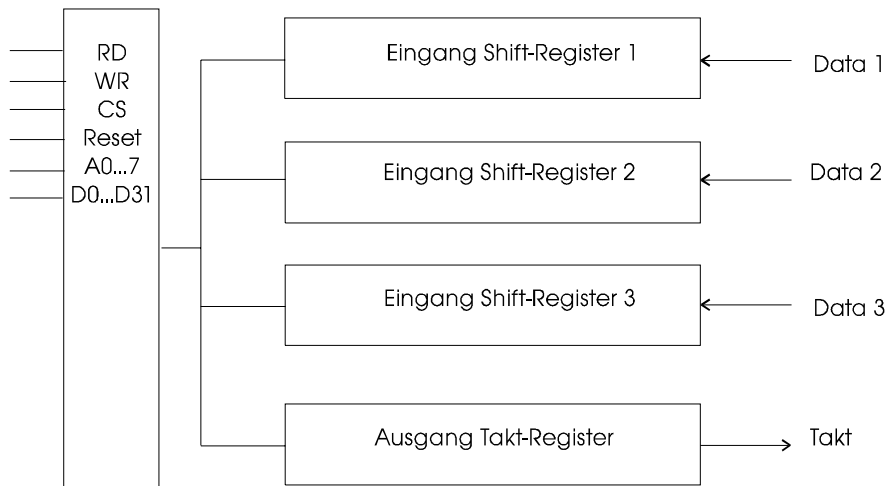 RD
WR
CS
Reset
A0...7
D0...D31
Eingang Shift-Register 1
Data 1
Eingang Shift-Register 2
Data 2
Eingang Shift-Register 3
Data 3
Ausgang Takt-Register
Takt